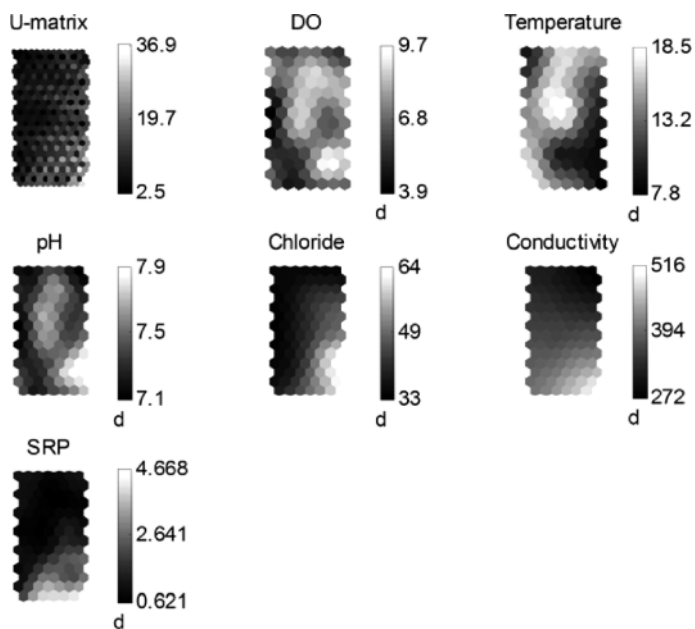 U-matrix
36.9
19.7
2.5
DO
9.7
6.8
3.9
d
Temperature
18.5
13.2
7.8
d
pH
7.9
7.5
7.1
d
Chloride
64
49
33
d
Conductivity
516
394
272
d
SRP
4.668
2.641
0.621
d